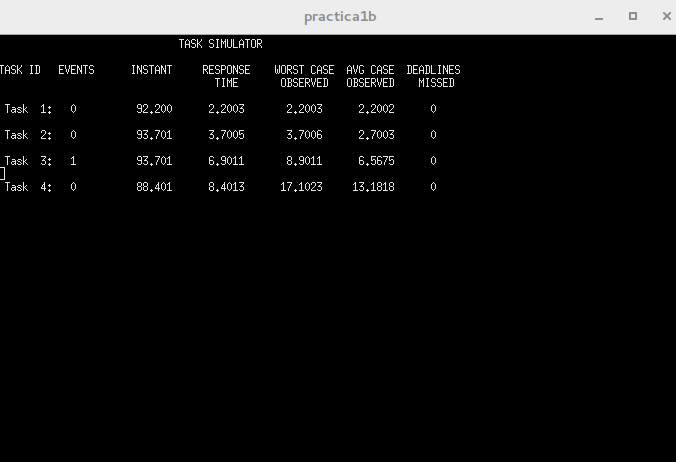 practica1b
TASK SIMULATOR
TASK ID EVENTS INSTANT RESPONSE WORST CASE AVG CASE DEADLINES
TIME OBSERVED OBSERVED MISSED
Task 1: 0 92.200 2.2003 2.2003 2.2002 0
Task 2: 0 93.701 3.7005 3.7006 2.7003 0
Task 3: 1 93.701 6.9011 8.9011 6.5675 0
Task 4: 0 88.401 8.4013 17.1023 13.1818 0